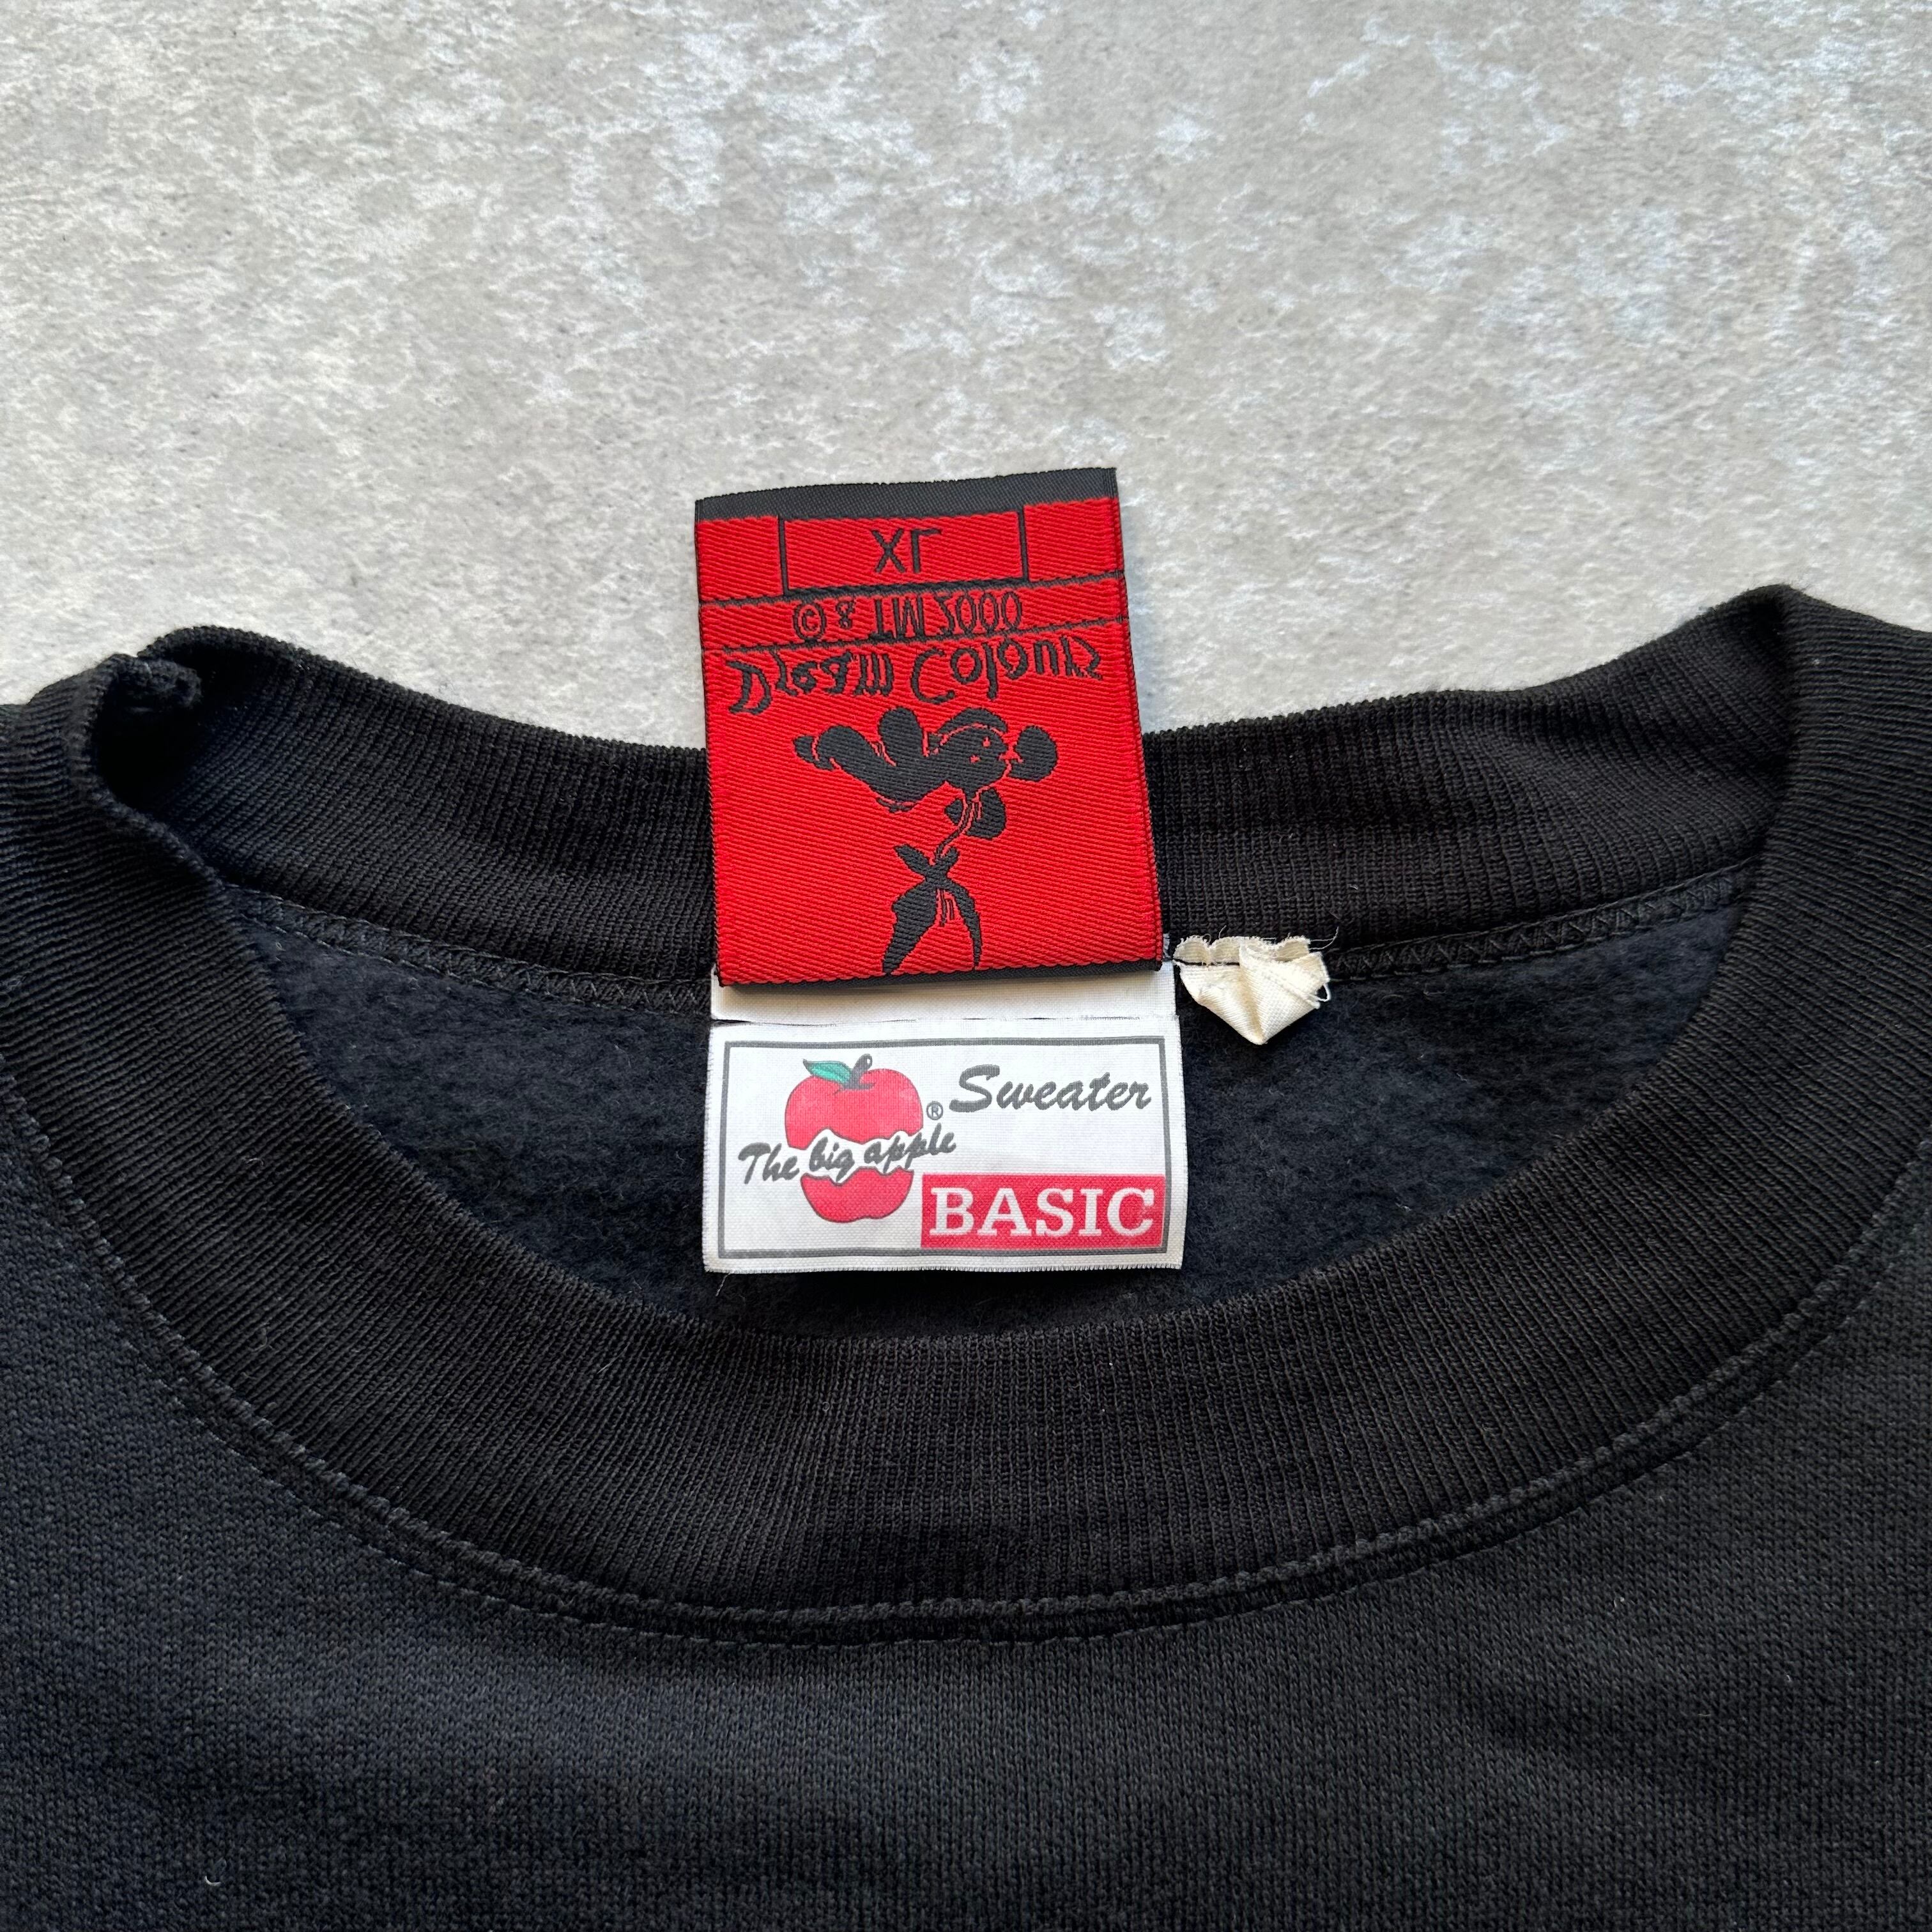 XL
© & TM 2000
Dream Colours
Sweater
®
The big apple
BASIC